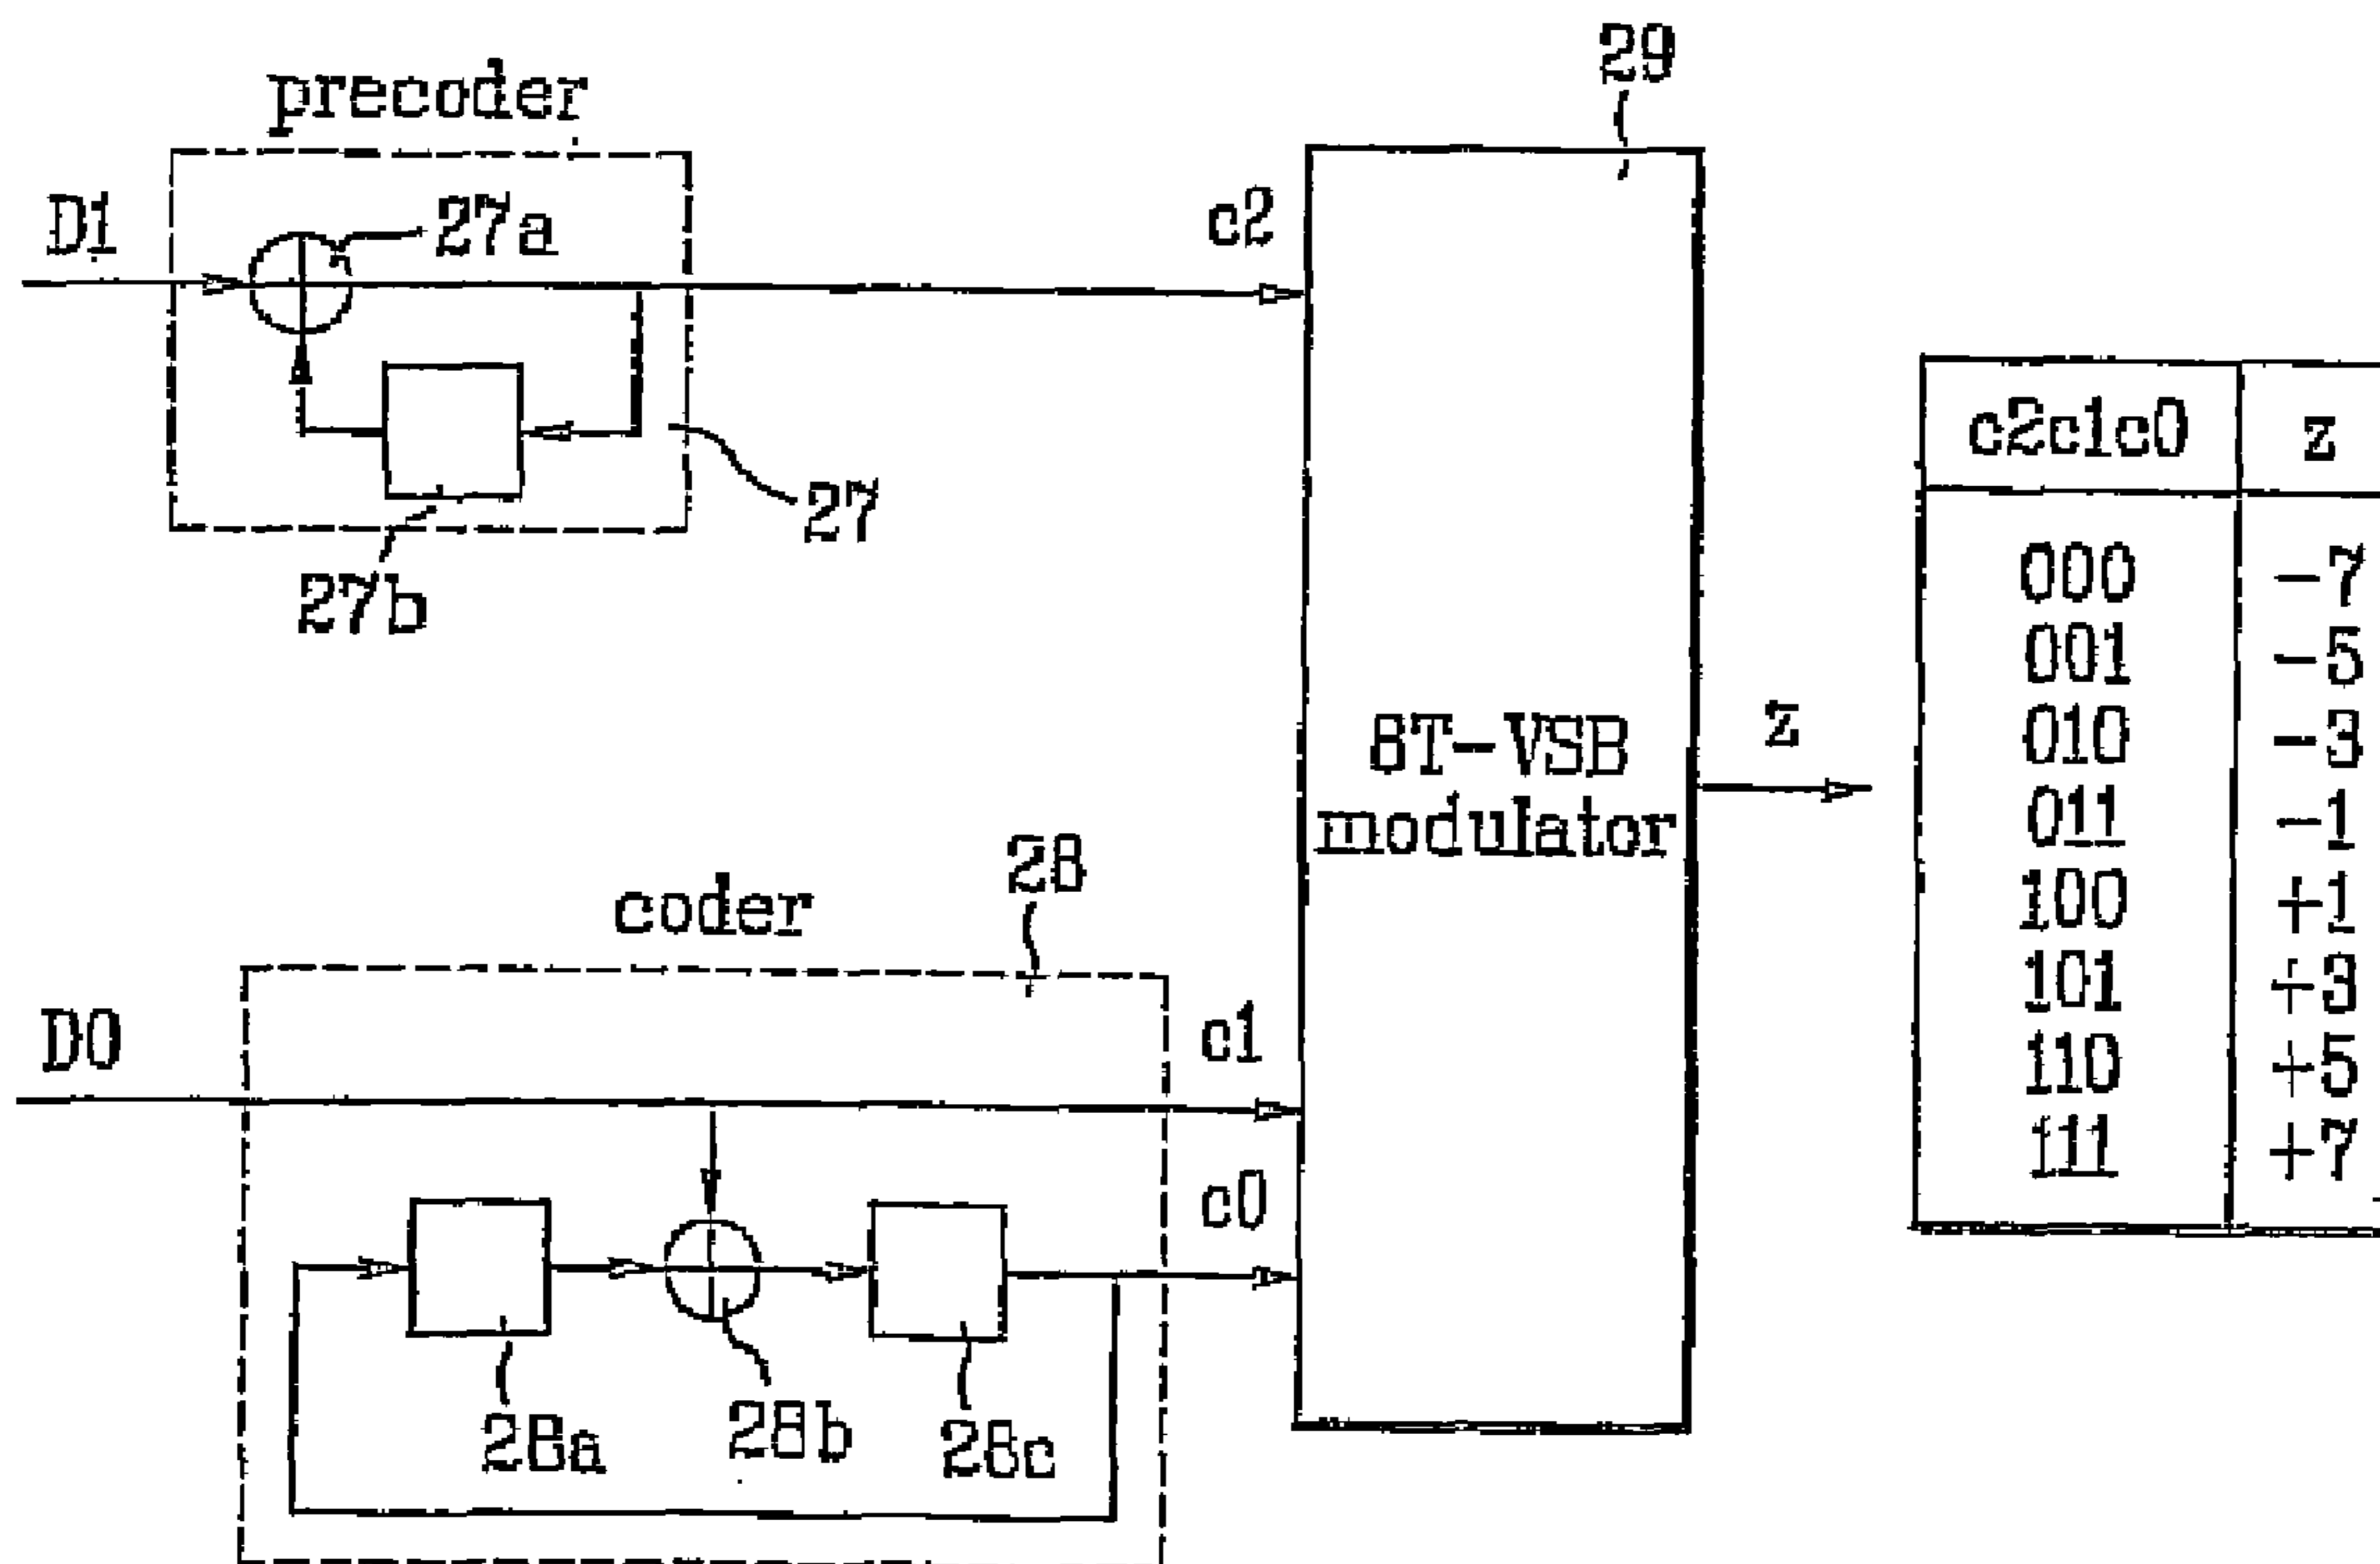 29
precoder
D1
27a
c2
27
27b
c2c1c0 z
000 -7
001 -5
010 -3
011 -1
100 +1
101 +3
110 +5
111 +7
8T-VSB
modulator
z
28
coder
D0
c1
c0
28a
28b
28c